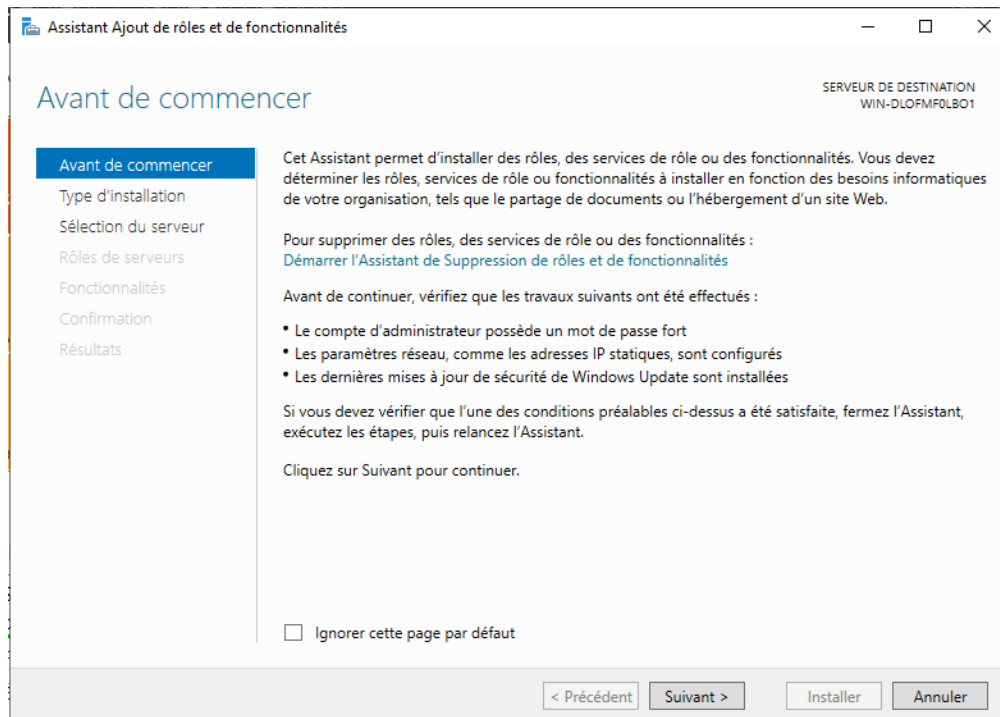 Assistant Ajout de rôles et de fonctionnalités
Avant de commencer
SERVEUR DE DESTINATION
WIN-DLOFMF0LBO1
Avant de commencer
Type d'installation
Sélection du serveur
Rôles de serveurs
Fonctionnalités
Confirmation
Résultats
Cet Assistant permet d'installer des rôles, des services de rôle ou des fonctionnalités. Vous devez
déterminer les rôles, services de rôle ou fonctionnalités à installer en fonction des besoins informatiques
de votre organisation, tels que le partage de documents ou l'hébergement d'un site Web.
Pour supprimer des rôles, des services de rôle ou des fonctionnalités :
Démarrer l'Assistant de Suppression de rôles et de fonctionnalités
Avant de continuer, vérifiez que les travaux suivants ont été effectués :
• Le compte d'administrateur possède un mot de passe fort
• Les paramètres réseau, comme les adresses IP statiques, sont configurés
• Les dernières mises à jour de sécurité de Windows Update sont installées
Si vous devez vérifier que l'une des conditions préalables ci-dessus a été satisfaite, fermez l'Assistant,
exécutez les étapes, puis relancez l'Assistant.
Cliquez sur Suivant pour continuer.
Ignorer cette page par défaut
< Précédent
Suivant >
Installer
Annuler